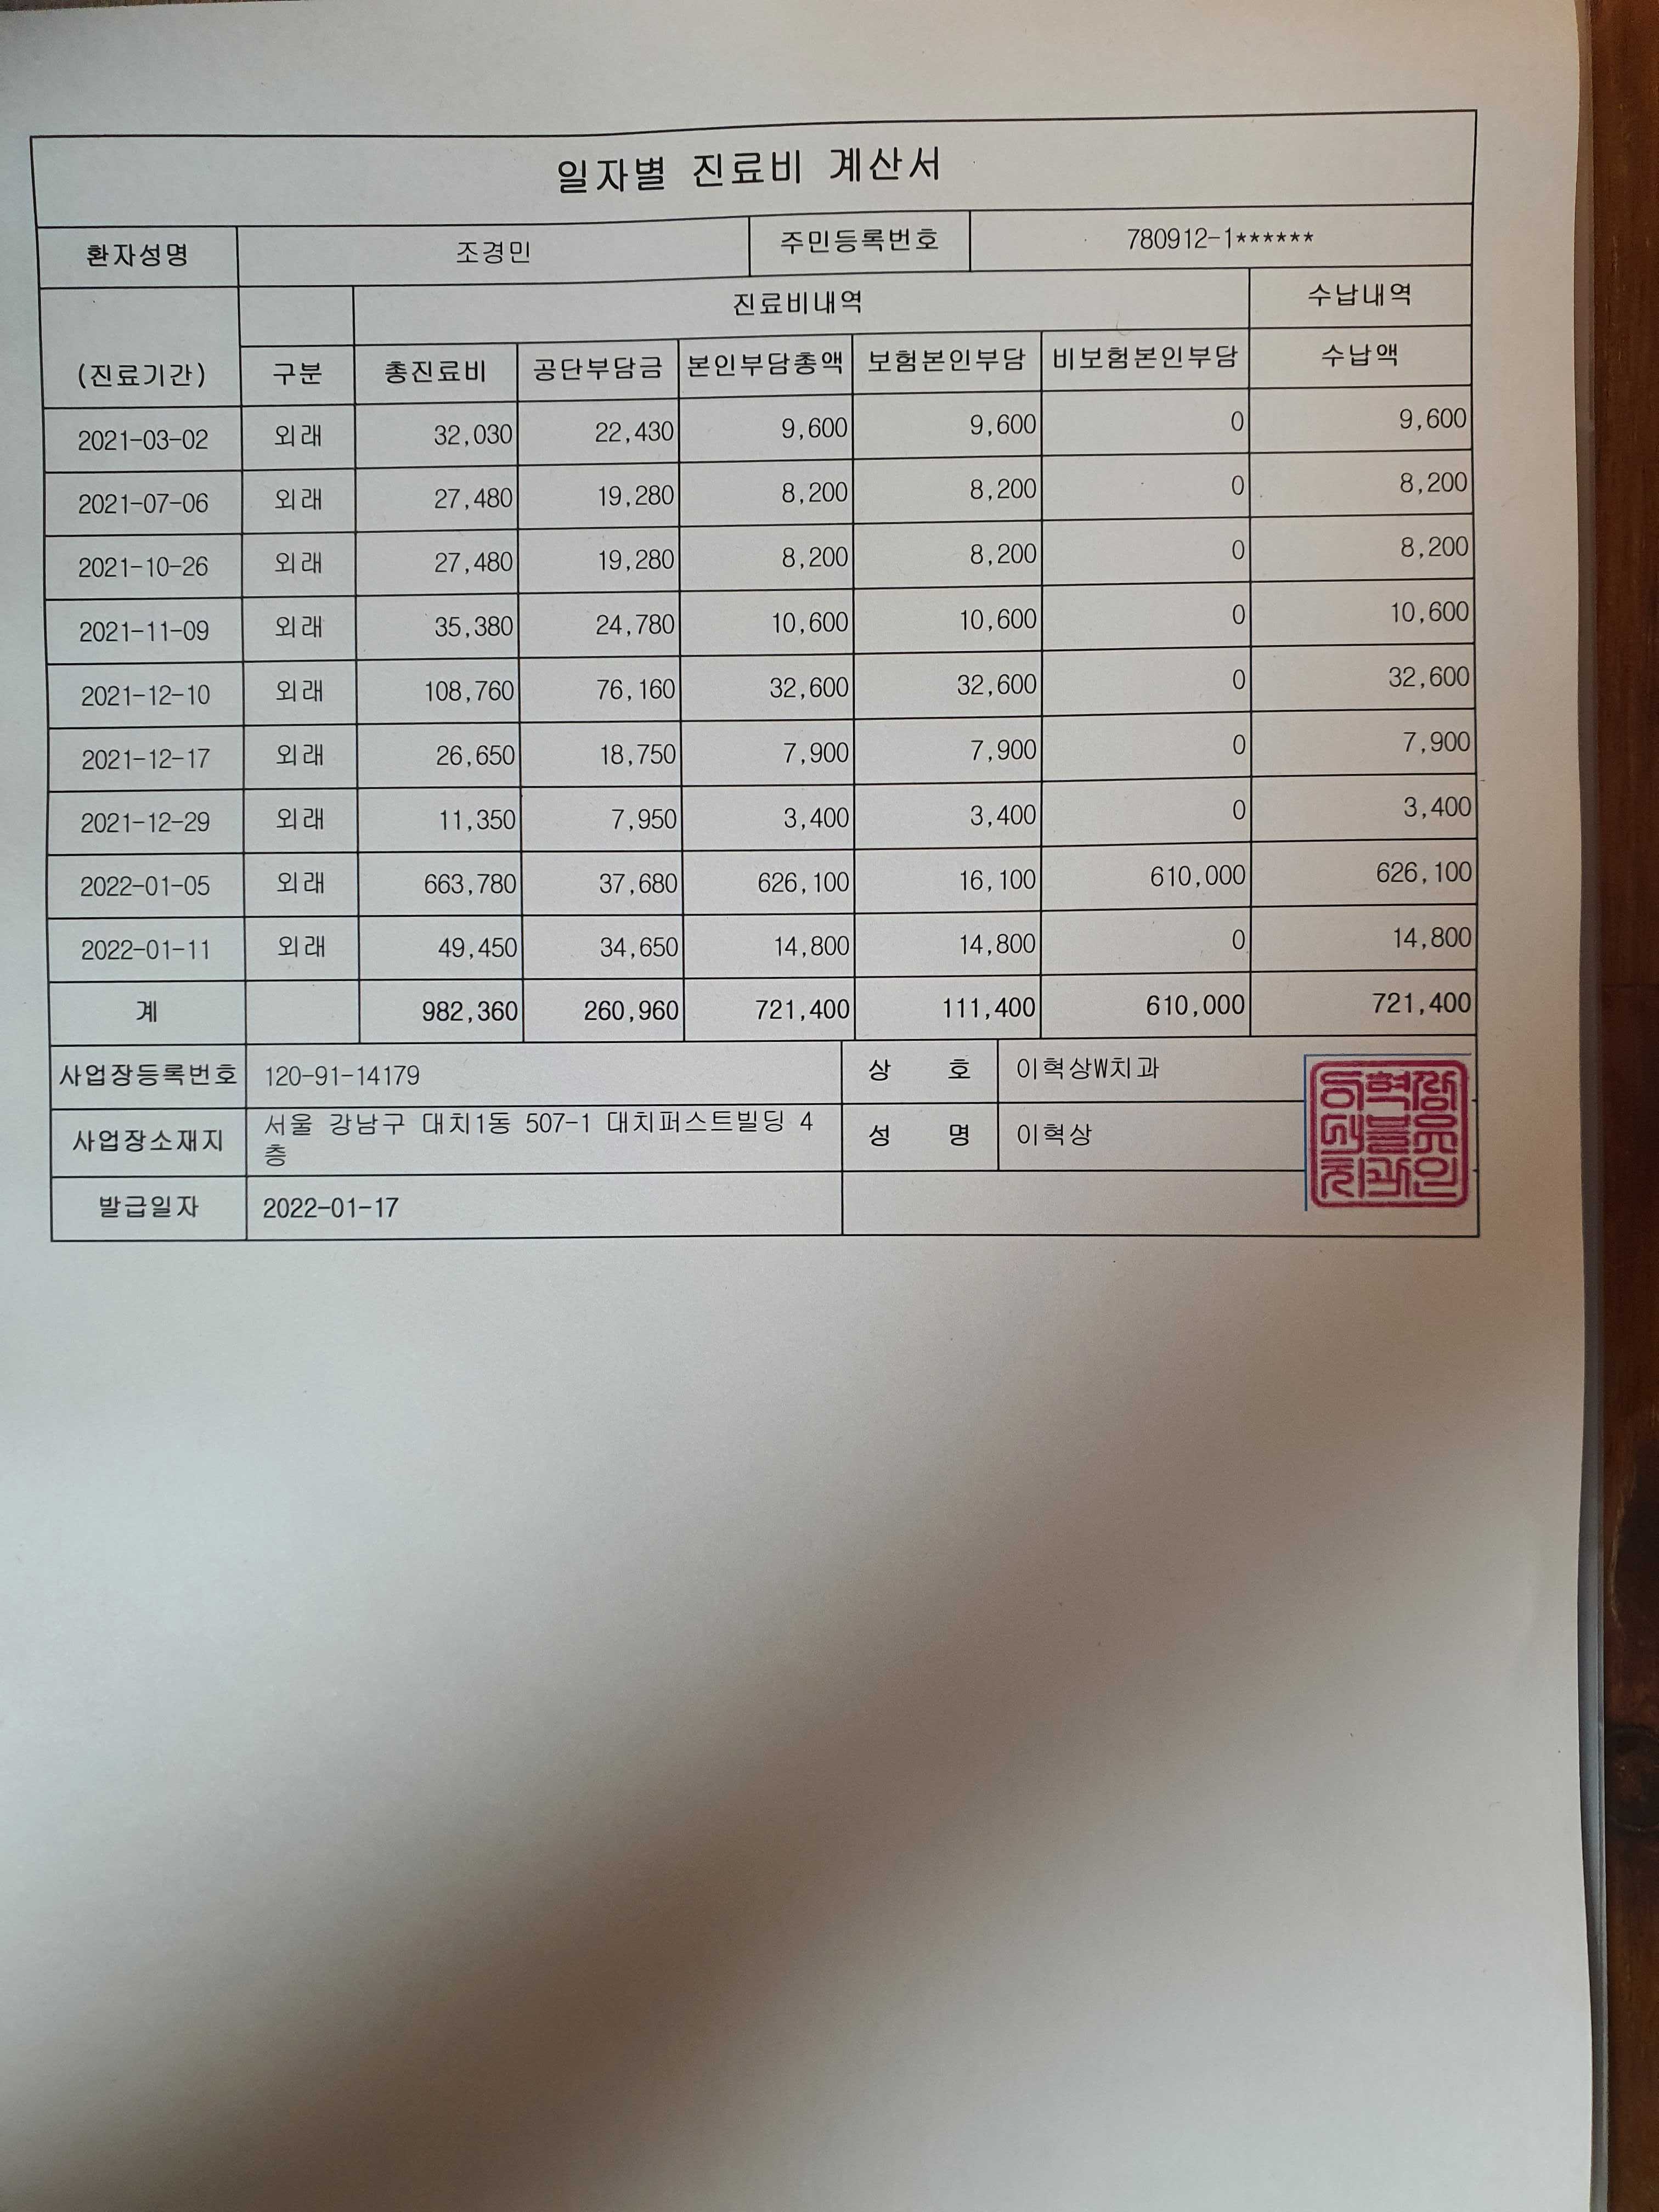 일자별 진료비 계산서
환자성명 조경민 주민등록번호 780912-1******
진료비내역 수납내역
(진료기간) 구분 총진료비 공단부담금 본인부담총액 보험본인부담 비보험본인부담 수납액
2021-03-02 외래 32,030 22,430 9,600 9,600 0 9,600
2021-07-06 외래 27,480 19,280 8,200 8,200 0 8,200
2021-10-26 외래 27,480 19,280 8,200 8,200 0 8,200
2021-11-09 외래 35,380 24,780 10,600 10,600 0 10,600
2021-12-10 외래 108,760 76,160 32,600 32,600 0 32,600
2021-12-17 외래 26,650 18,750 7,900 7,900 0 7,900
2021-12-29 외래 11,350 7,950 3,400 3,400 0 3,400
2022-01-05 외래 663,780 37,680 626,100 16,100 610,000 626,100
2022-01-11 외래 49,450 34,650 14,800 14,800 0 14,800
계 982,360 260,960 721,400 111,400 610,000 721,400
사업장등록번호 120-91-14179 상 호 이혁상W치과
사업장소재지 서울 강남구 대치1동 507-1 대치퍼스트빌딩 4
층
성 명 이혁상
발급일자 2022-01-17